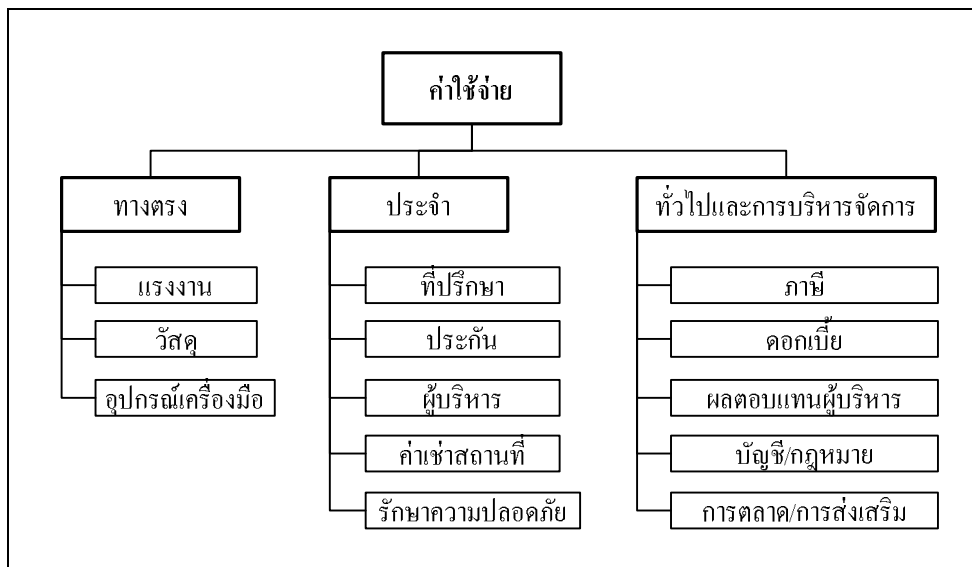 ค่าใช้จ่าย
ทางตรง
แรงงาน
วัสดุ
อุปกรณ์เครื่องมือ
ประจำ
ที่ปรึกษา
ประกัน
ผู้บริหาร
ค่าเช่าสถานที่
รักษาความปลอดภัย
ทั่วไปและการบริหารจัดการ
ภาษี
ดอกเบี้ย
ผลตอบแทนผู้บริหาร
บัญชี/กฎหมาย
การตลาด/การส่งเสริม